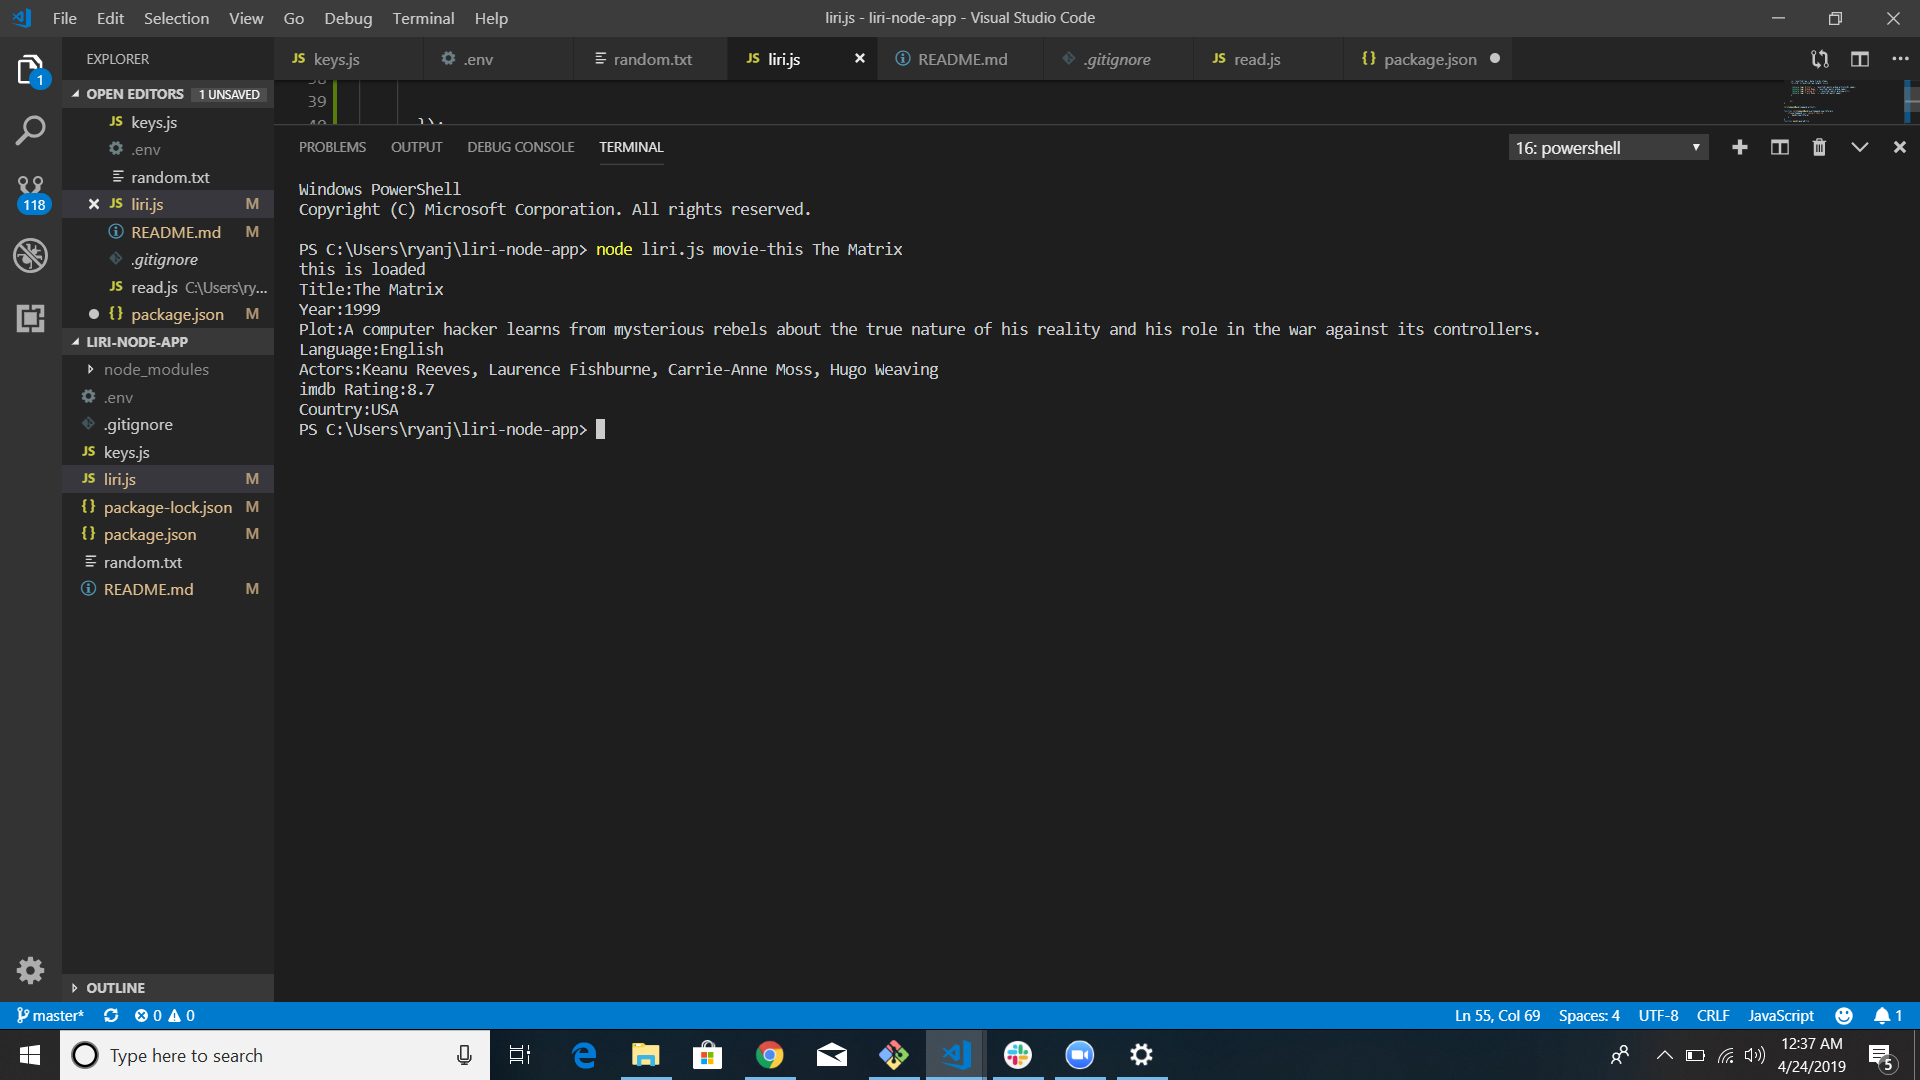 File Edit Selection View Go Debug Terminal Help
liri.js - liri-node-app - Visual Studio Code
EXPLORER
JS keys.js
.env
random.txt
JS liri.js
README.md
.gitignore
JS read.js
{} package.json
1
OPEN EDITORS 1 UNSAVED
JS keys.js
.env
random.txt
JS liri.js M
README.md M
.gitignore
JS read.js C:\Users\ry...
{} package.json M
118
LIRI-NODE-APP
node_modules
.env
.gitignore
JS keys.js
JS liri.js M
{} package-lock.json M
{} package.json M
random.txt
README.md M
OUTLINE
39
PROBLEMS OUTPUT DEBUG CONSOLE TERMINAL
16: powershell
Windows PowerShell
Copyright (C) Microsoft Corporation. All rights reserved.
PS C:\Users\ryanj\liri-node-app> node liri.js movie-this The Matrix
this is loaded
Title:The Matrix
Year:1999
Plot:A computer hacker learns from mysterious rebels about the true nature of his reality and his role in the war against its controllers.
Language:English
Actors:Keanu Reeves, Laurence Fishburne, Carrie-Anne Moss, Hugo Weaving
imdb Rating:8.7
Country:USA
PS C:\Users\ryanj\liri-node-app>
master* 0 0
Ln 55, Col 69 Spaces: 4 UTF-8 CRLF JavaScript 1
Type here to search
12:37 AM
4/24/2019
5